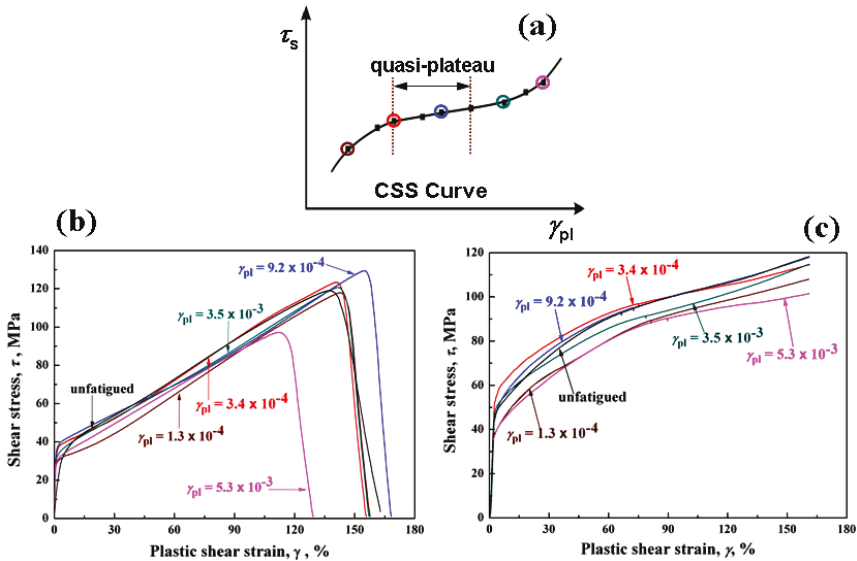 (a)
τs
quasi-plateau
CSS Curve
γpl
(b)
140
120
100
80
60
40
20
0
0 30 60 90 120 150 180
Shear stress, τ , MPa
Plastic shear strain, γ , %
γpl = 9.2 x 10-4
γpl = 3.5 x 10-3
unfatigued
γpl = 3.4 x 10-4
γpl = 1.3 x 10-4
γpl = 5.3 x 10-3
(c)
120
100
80
60
40
20
0
0 30 60 90 120 150 180
Shear stress, τ, MPa
Plastic shear strain, γ, %
γpl = 3.4 x 10-4
γpl = 9.2 x 10-4
γpl = 3.5 x 10-3
γpl = 5.3 x 10-3
unfatigued
γpl = 1.3 x 10-4